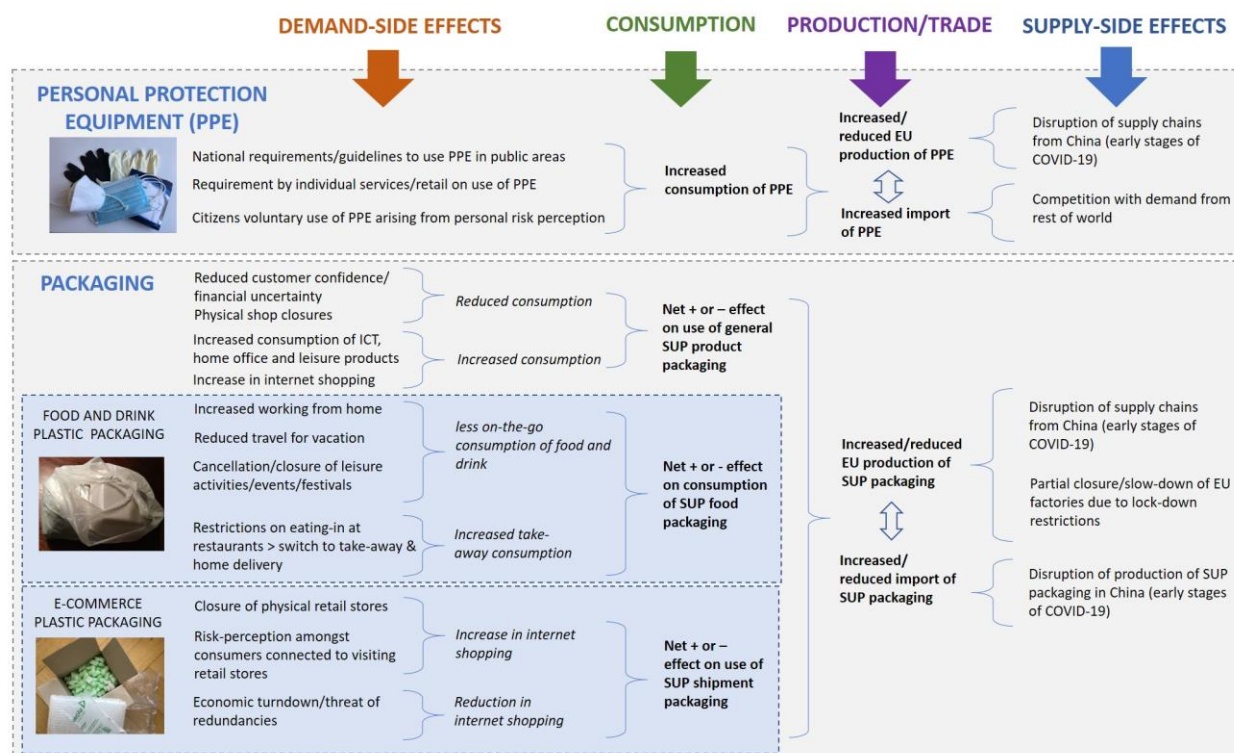 DEMAND-SIDE EFFECTS
CONSUMPTION
PRODUCTION/TRADE
SUPPLY-SIDE EFFECTS
PERSONAL PROTECTION
EQUIPMENT (PPE)
National requirements/guidelines to use PPE in public areas
Requirement by individual services/retail on use of PPE
Citizens voluntary use of PPE arising from personal risk perception
Increased
consumption of PPE
Increased/
reduced EU
production of PPE
Increased import
of PPE
Disruption of supply chains
from China (early stages of
COVID-19)
Competition with demand from
rest of world
PACKAGING
Reduced customer confidence/
financial uncertainty
Physical shop closures
Reduced consumption
Increased consumption of ICT,
home office and leisure products
Increase in internet shopping
Increased consumption
Net + or – effect
on use of general
SUP product
packaging
FOOD AND DRINK
PLASTIC PACKAGING
Increased working from home
Reduced travel for vacation
Cancellation/closure of leisure
activities/events/festivals
less on-the-go
consumption of food and
drink
Restrictions on eating-in at
restaurants > switch to take-away &
home delivery
Increased take-
away consumption
Net + or - effect
on consumption
of SUP food
packaging
E-COMMERCE
PLASTIC PACKAGING
Closure of physical retail stores
Risk-perception amongst
consumers connected to visiting
retail stores
Increase in internet
shopping
Economic turndown/threat of
redundancies
Reduction in
internet shopping
Net + or –
effect on use of
SUP shipment
packaging
Increased/reduced
EU production of
SUP packaging
Increased/
reduced import of
SUP packaging
Disruption of supply chains
from China (early stages of
COVID-19)
Partial closure/slow-down of EU
factories due to lock-down
restrictions
Disruption of production of SUP
packaging in China (early stages
of COVID-19)